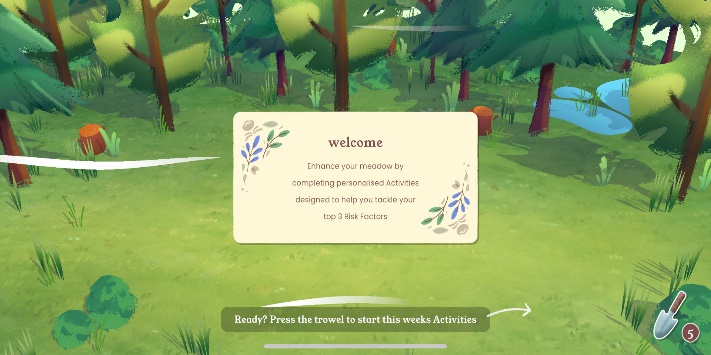 welcome
Enhance your meadow by
completing personalised Activities
designed to help you tackle your
top 3 Risk Factors
Ready? Press the trowel to start this weeks Activities
5